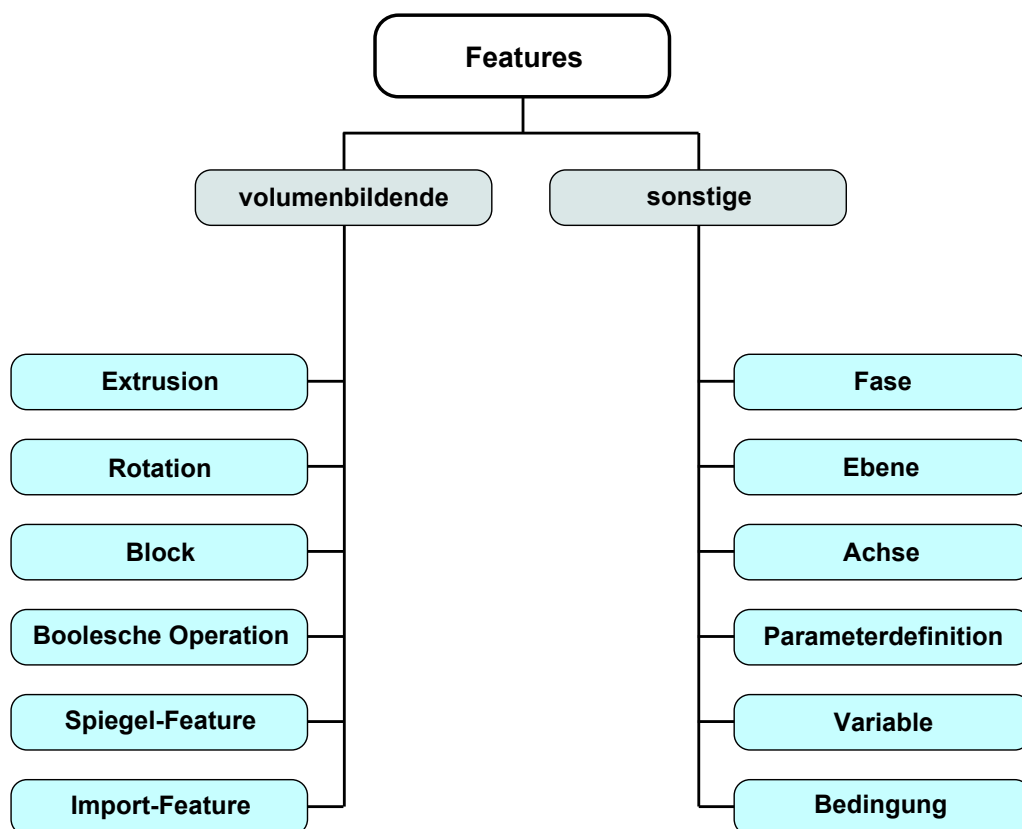 Features
volumenbildende
sonstige
Extrusion
Rotation
Block
Boolesche Operation
Spiegel-Feature
Import-Feature
Fase
Ebene
Achse
Parameterdefinition
Variable
Bedingung